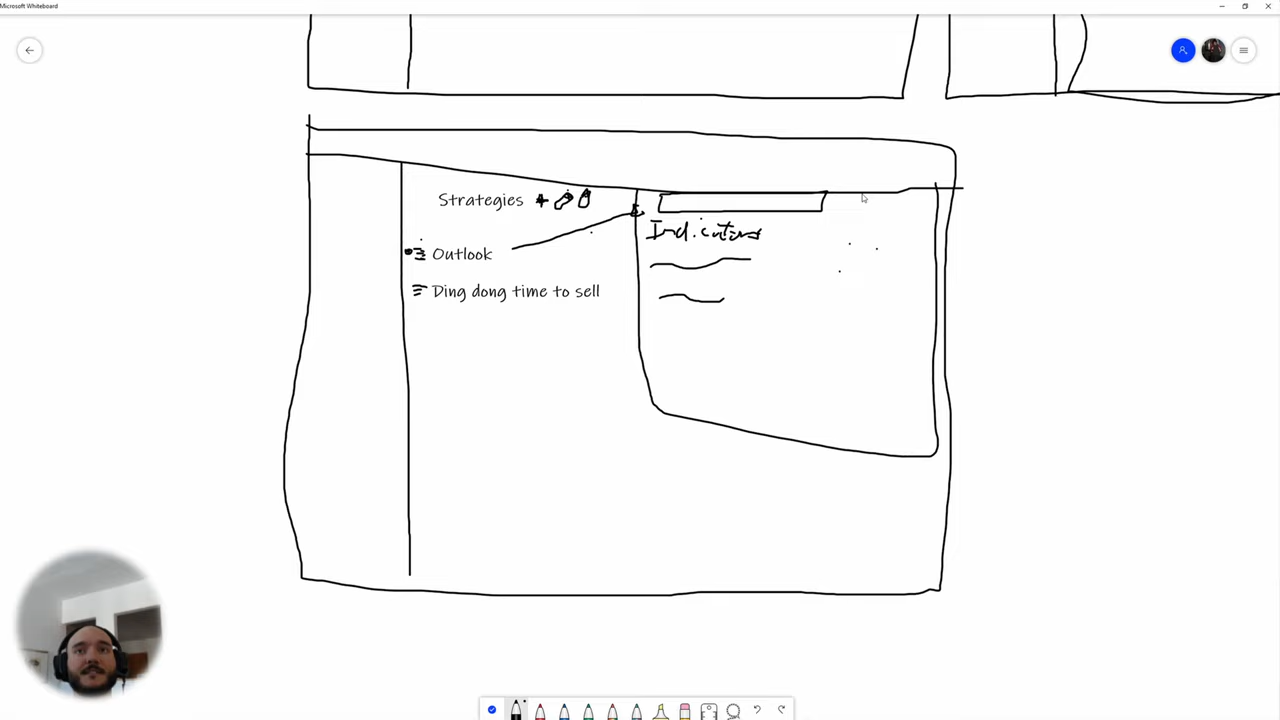 Microsoft Whiteboard
Strategies
Indicators
Outlook
Ding dong time to sell